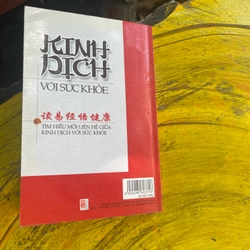 KINH
DỊCH
VỚI SỨC KHỎE
读易经悟健康
TÌM HIỂU MỐI LIÊN HỆ GIỮA
KINH DỊCH VỚI SỨC KHỎE